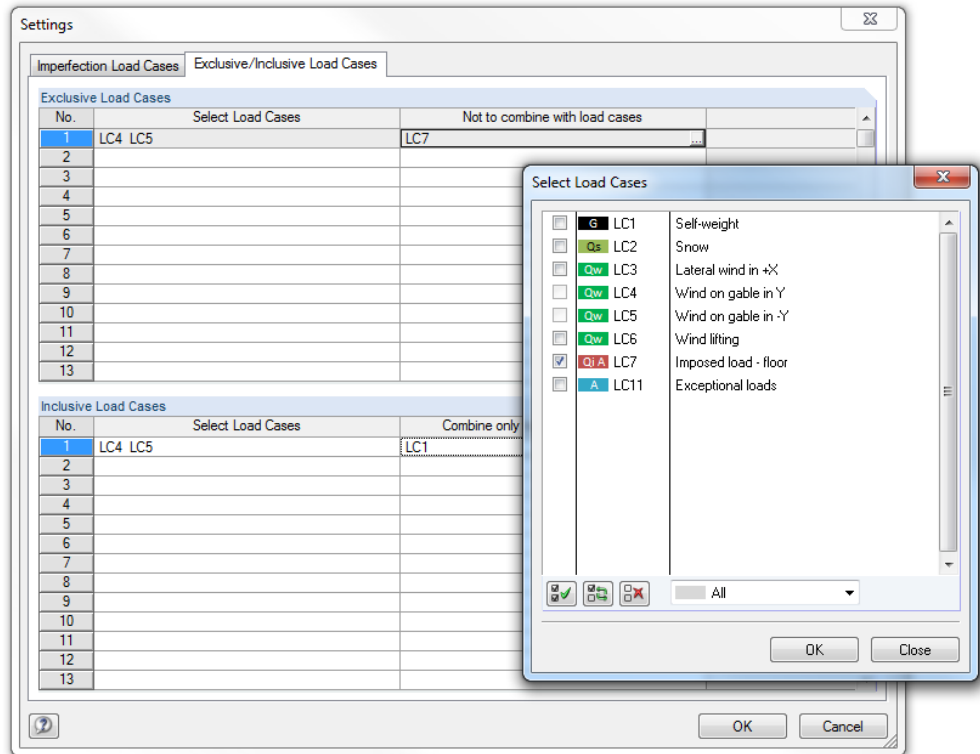 Settings
Imperfection Load Cases Exclusive/Inclusive Load Cases
Exclusive Load Cases
No. Select Load Cases Not to combine with load cases
1 LC4 LC5 LC7 ...
2
3
4
5
6
7
8
9
10
11
12
13
Inclusive Load Cases
No. Select Load Cases Combine only
1 LC4 LC5 LC1
2
3
4
5
6
7
8
9
10
11
12
13
OK Cancel
Select Load Cases
G LC1 Self-weight
Qs LC2 Snow
Qw LC3 Lateral wind in +X
Qw LC4 Wind on gable in Y
Qw LC5 Wind on gable in -Y
Qw LC6 Wind lifting
Qi A LC7 Imposed load - floor
A LC11 Exceptional loads
All
OK Close